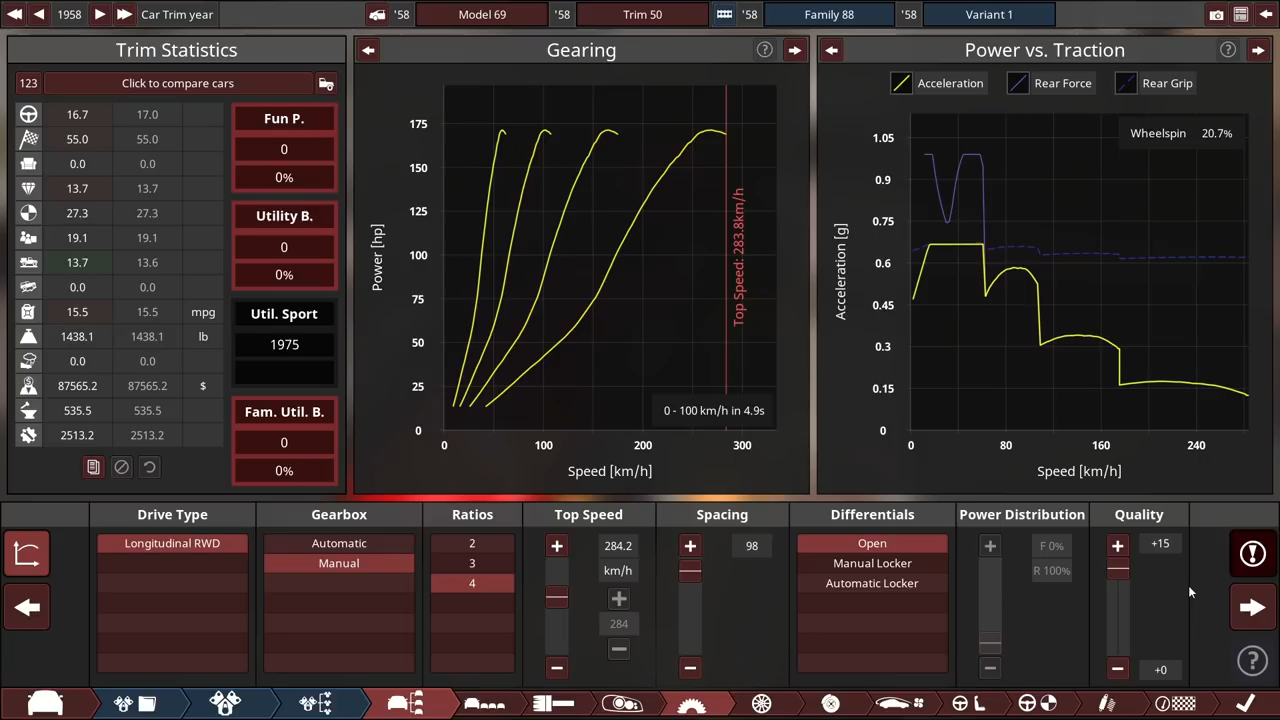 1958
Car Trim year
'58
Model 69
'58
Trim 50
'58
Family 88
'58
Variant 1
Trim Statistics
123
Click to compare cars
16.7 17.0
55.0 55.0
0.0 0.0
13.7 13.7
27.3 27.3
19.1 19.1
13.7 13.6
0.0 0.0
15.5 15.5 mpg
1438.1 1438.1 lb
0.0 0.0
87565.2 87565.2 $
535.5 535.5
2513.2 2513.2
Fun P.
0
0%
Utility B.
0
0%
Util. Sport
1975
Fam. Util. B.
0
0%
Gearing
?
175
150
125
100
75
50
25
0
Power [hp]
Top Speed: 283.8km/h
0 - 100 km/h in 4.9s
0 100 200 300
Speed [km/h]
Power vs. Traction
?
Acceleration
Rear Force
Rear Grip
Wheelspin 20.7%
1.05
0.9
0.75
0.6
0.45
0.3
0.15
0
Acceleration [g]
0 80 160 240
Speed [km/h]
Drive Type
Longitudinal RWD
Gearbox
Automatic
Manual
Ratios
2
3
4
Top Speed
+
284.2
km/h
+
284
−
−
Spacing
+
98
−
Differentials
Open
Manual Locker
Automatic Locker
Power Distribution
+
F 0%
R 100%
−
Quality
+
+15
−
+0
?